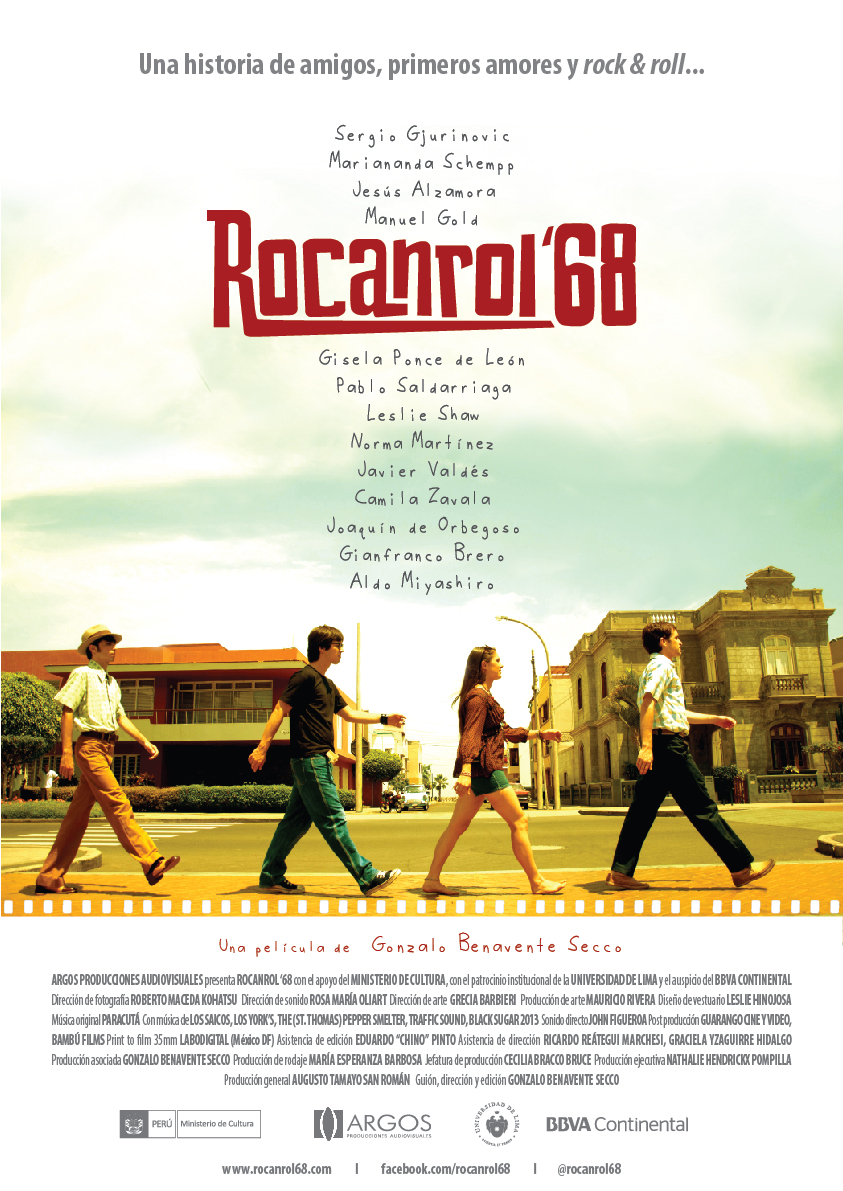 Una historia de amigos, primeros amores y rock & roll...
Sergio Gjurinovic
Mariananda Schempp
Jesús Alzamora
Manuel Gold
Rocanrol '68
Gisela Ponce de León
Pablo Saldarriaga
Leslie Shaw
Norma Martínez
Javier Valdés
Camila Zavala
Joaquín de Orbegoso
Gianfranco Brero
Aldo Miyashiro
Una película de Gonzalo Benavente Secco
ARGOS PRODUCCIONES AUDIOVISUALES presenta ROCANROL '68 con el apoyo del MINISTERIO DE CULTURA, con el patrocinio institucional de la UNIVERSIDAD DE LIMA y el auspicio del BBVA CONTINENTAL
Dirección de fotografía ROBERTO MACEDA KOHATSU Dirección de sonido ROSA MARÍA OLIART Dirección de arte GRECIA BARBIERI Producción de arte MAURICIO RIVERA Diseño de vestuario LESLIE HINOJOSA
Música original PARACUTÁ Con música de LOS SAICOS, LOS YORK'S, THE (ST. THOMAS) PEPPER SMELTER, TRAFFIC SOUND, BLACK SUGAR 2013 Sonido directo JOHN FIGUEROA Post producción GUARANGO CINE Y VIDEO,
BAMBÚ FILMS Print to film 35mm LABODIGITAL (México DF) Asistencia de edición EDUARDO "CHINO" PINTO Asistencia de dirección RICARDO REÁTEGUI MARCHESI, GRACIELA YZAGUIRRE HIDALGO
Producción asociada GONZALO BENAVENTE SECCO Producción de rodaje MARÍA ESPERANZA BARBOSA Jefatura de producción CECILIA BRACCO BRUCE Producción ejecutiva NATHALIE HENDRICKX POMPILLA
Producción general AUGUSTO TAMAYO SAN ROMÁN Guión, dirección y edición GONZALO BENAVENTE SECCO
PERÚ Ministerio de Cultura
ARGOS
PRODUCCIONES AUDIOVISUALES
UNIVERSIDAD DE LIMA
BBVA Continental
www.rocanrol68.com | facebook.com/rocanrol68 | @rocanrol68